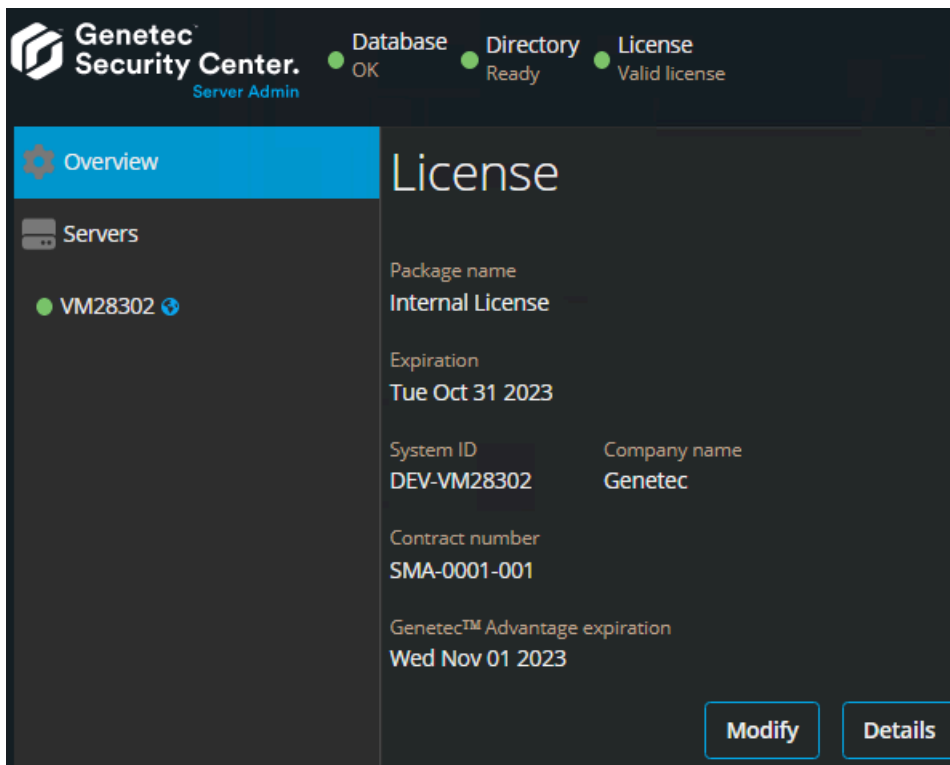 Genetec
Security Center.
Server Admin
Database
OK
Directory
Ready
License
Valid license
Overview
Servers
VM28302
License
Package name
Internal License
Expiration
Tue Oct 31 2023
System ID
DEV-VM28302
Company name
Genetec
Contract number
SMA-0001-001
Genetec™ Advantage expiration
Wed Nov 01 2023
Modify
Details